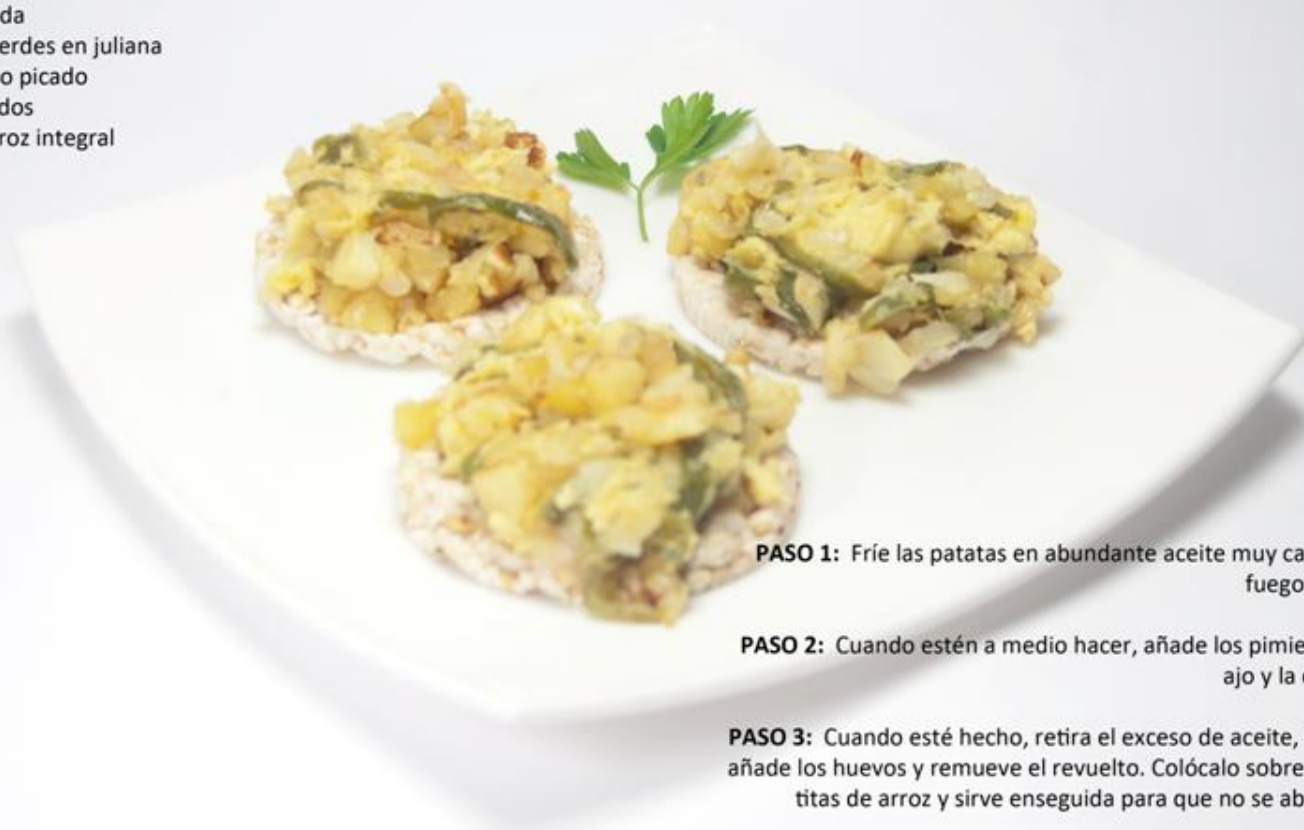 da
erdes en juliana
o picado
dos
roz integral
PASO 1: Fríe las patatas en abundante aceite muy ca
fuego
PASO 2: Cuando estén a medio hacer, añade los pimie
ajo y la
PASO 3: Cuando esté hecho, retira el exceso de aceite,
añade los huevos y remueve el revuelto. Colócalo sobre
titas de arroz y sirve enseguida para que no se ab